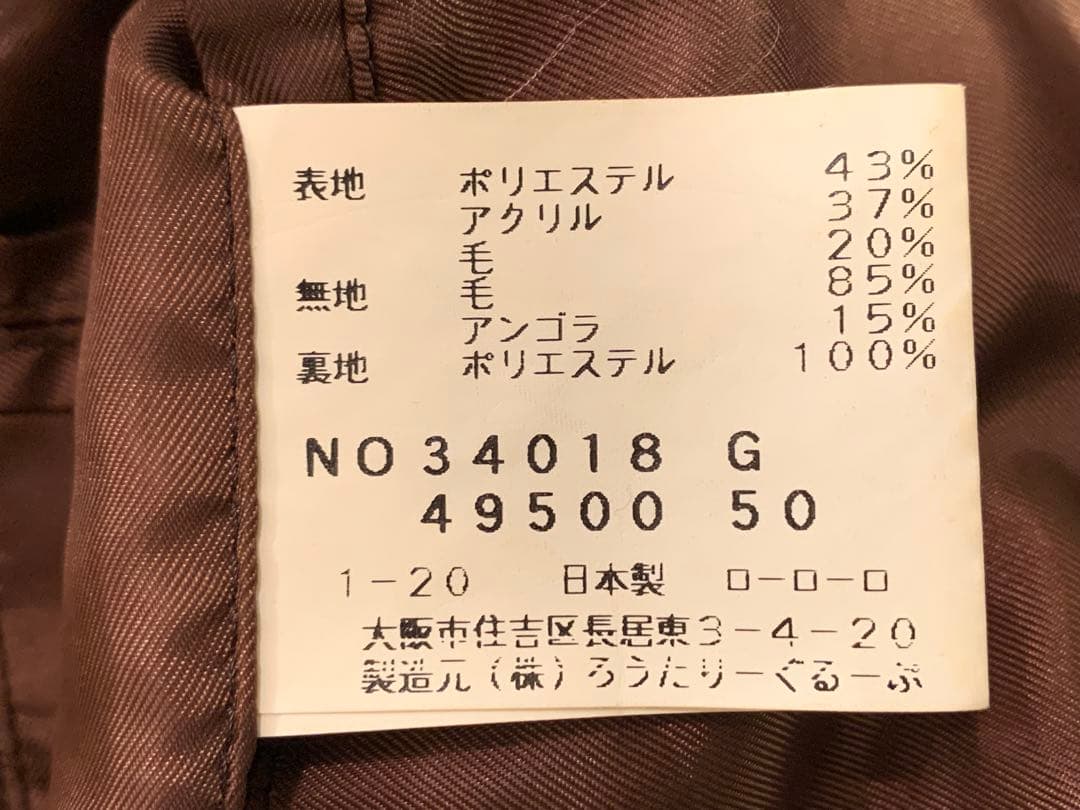 表地 ポリエステル 43%
アクリル 37%
毛 20%
無地 毛 85%
アンゴラ 15%
裏地 ポリエステル 100%
NO34018 G
49500 50
1-20 日本製 ロ-ロ-ロ
大阪市住吉区長居東3-4-20
製造元(株)ろうたりーぐるーぷ